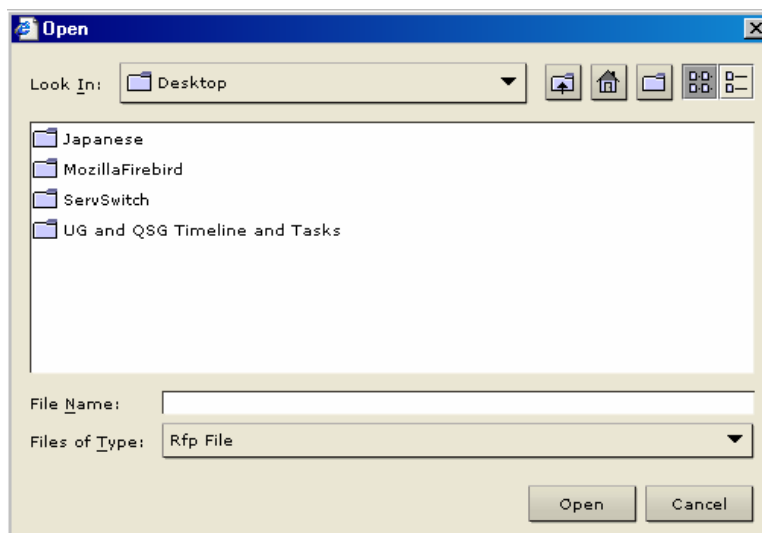 Open
Look In: Desktop
Japanese
MozillaFirebird
ServSwitch
UG and QSG Timeline and Tasks
File Name:
Files of Type: Rfp File
Open Cancel